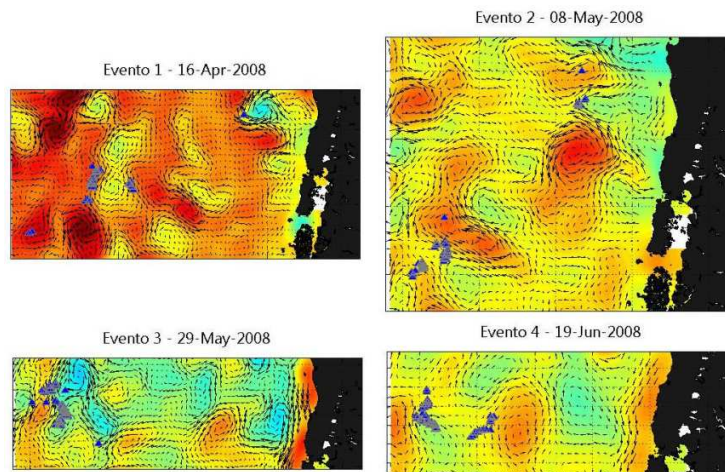 Evento 1 - 16-Apr-2008
Evento 2 - 08-May-2008
Evento 3 - 29-May-2008
Evento 4 - 19-Jun-2008